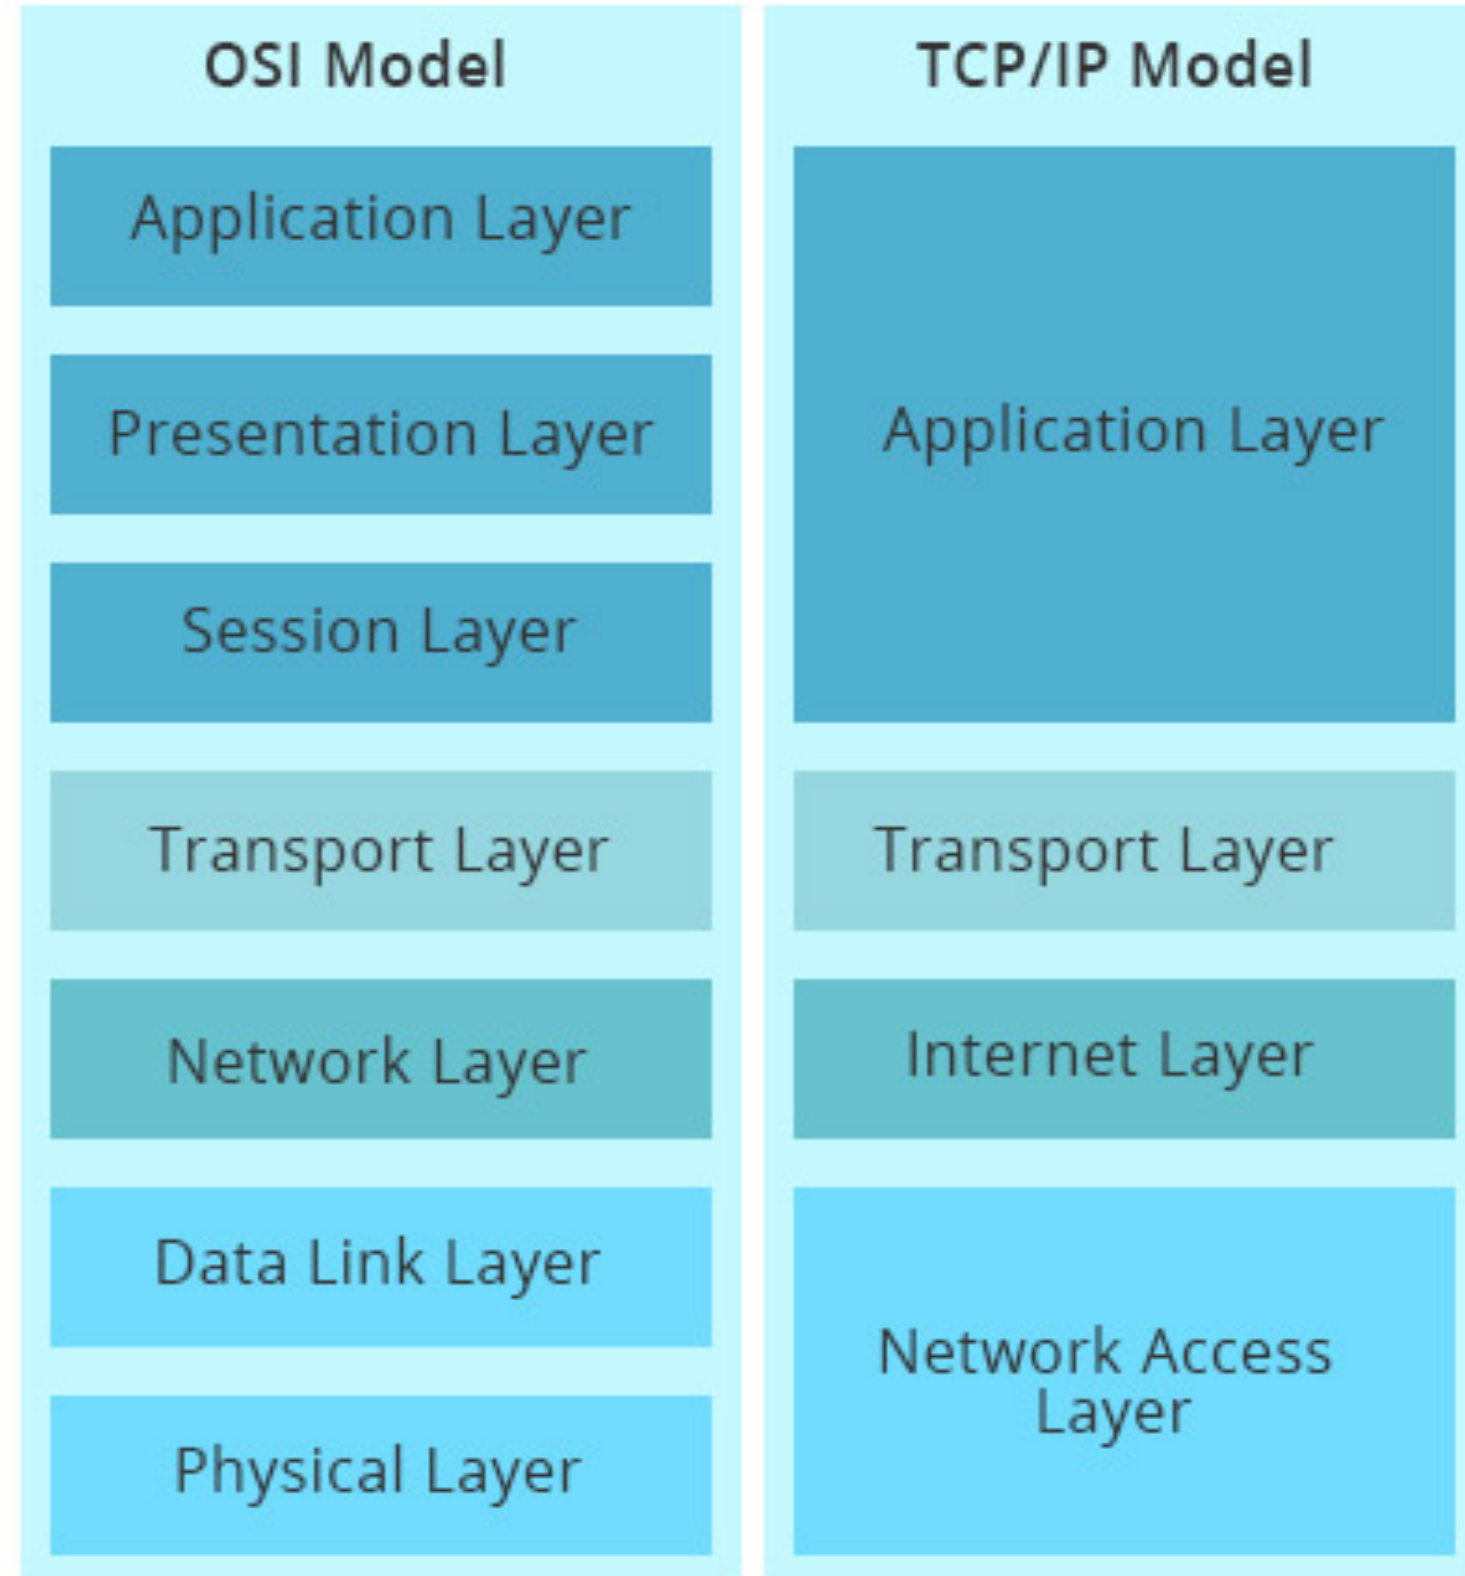 OSI Model
Application Layer
Presentation Layer
Session Layer
Transport Layer
Network Layer
Data Link Layer
Physical Layer
TCP/IP Model
Application Layer
Transport Layer
Internet Layer
Network Access
Layer